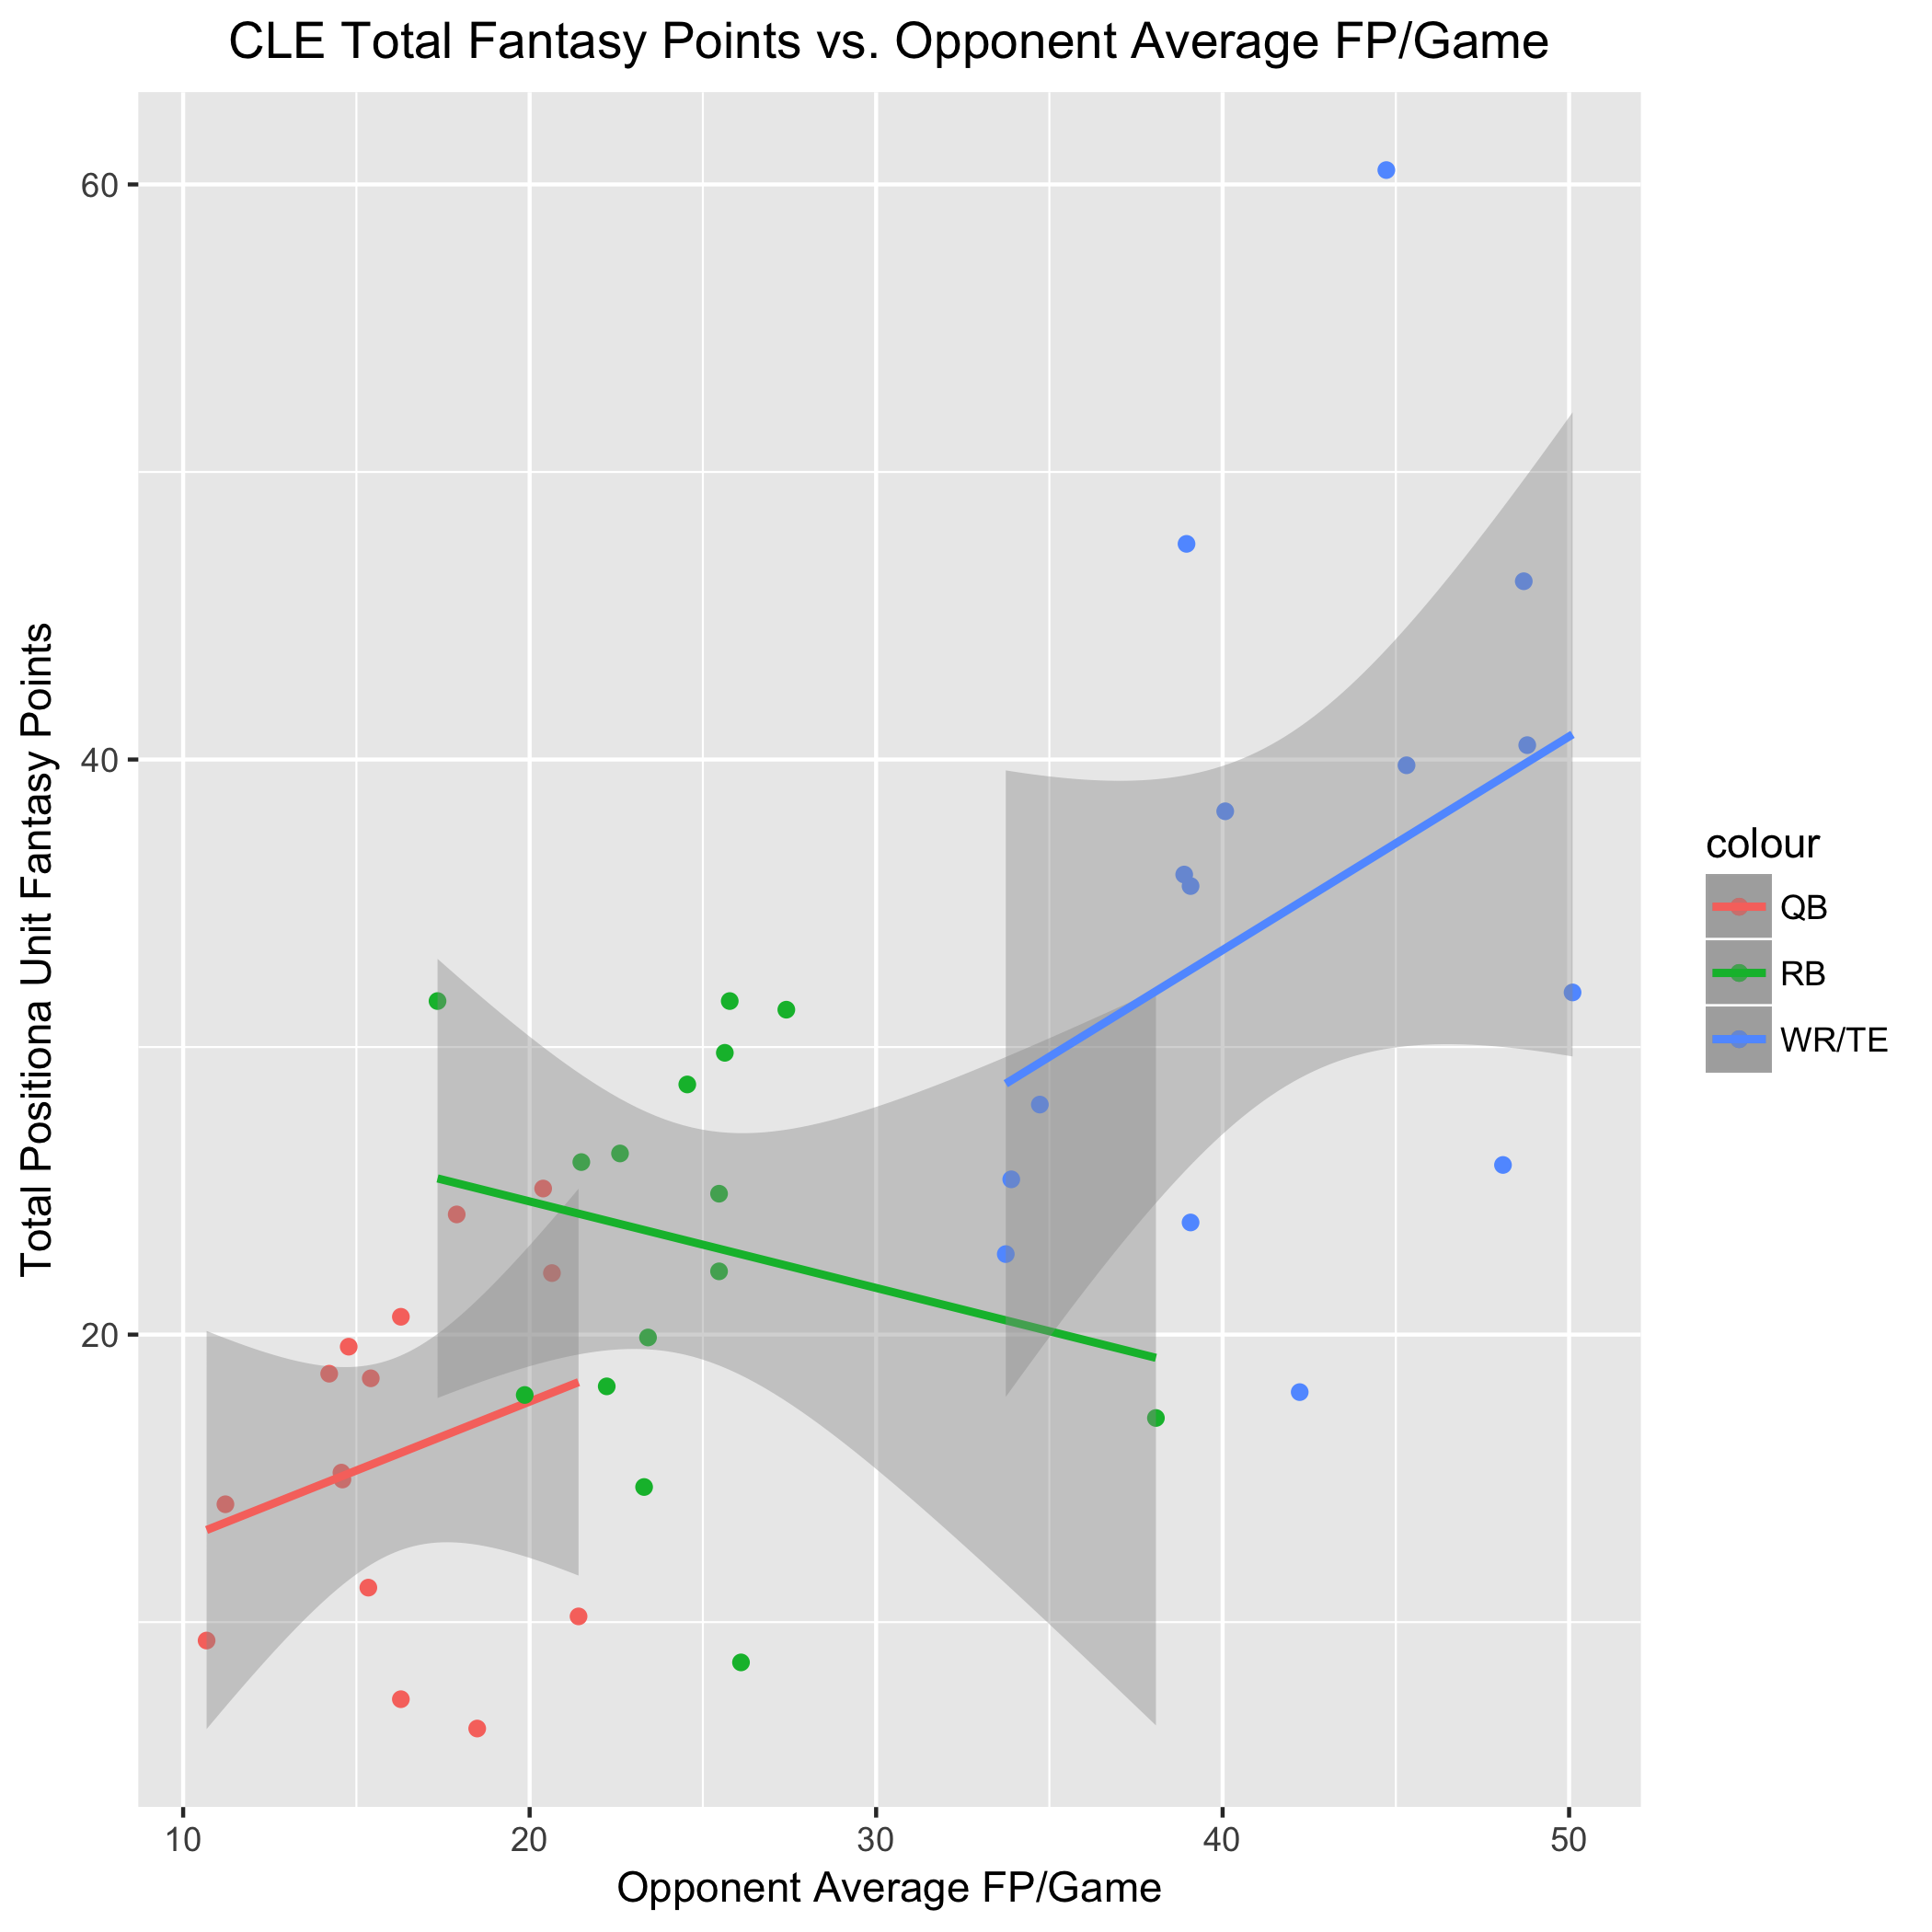 CLE Total Fantasy Points vs. Opponent Average FP/Game
Total Positiona Unit Fantasy Points
60
40
20
10
20
30
40
50
Opponent Average FP/Game
colour
QB
RB
WR/TE